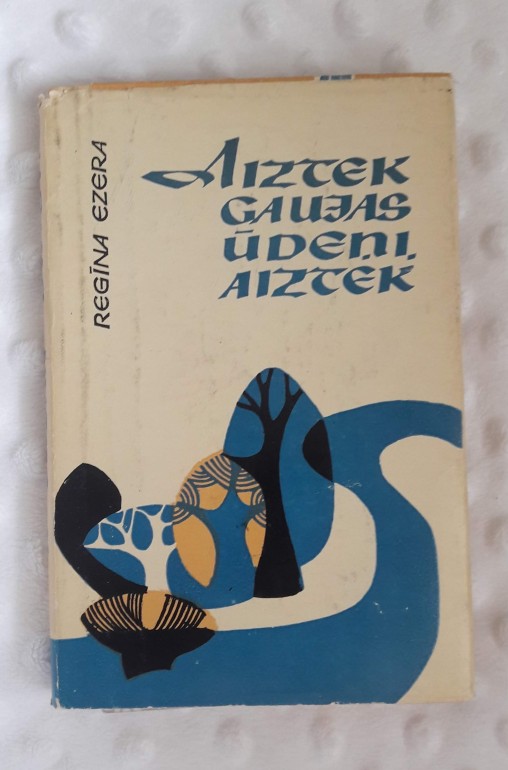 REGĪNA EZERA
AIZTEK
GAUJAS
ŪDEŅI,
AIZTEK